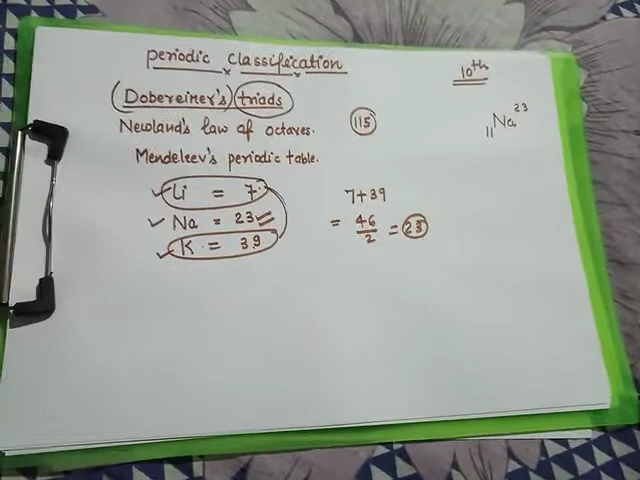 periodic classification
10th
(Dobereiner's) triads
Newland's law of octaves.
115
11Na23
Mendeleev's periodic table.
Li = 7
Na = 23
K = 39
7+39
= 46/2 = 23